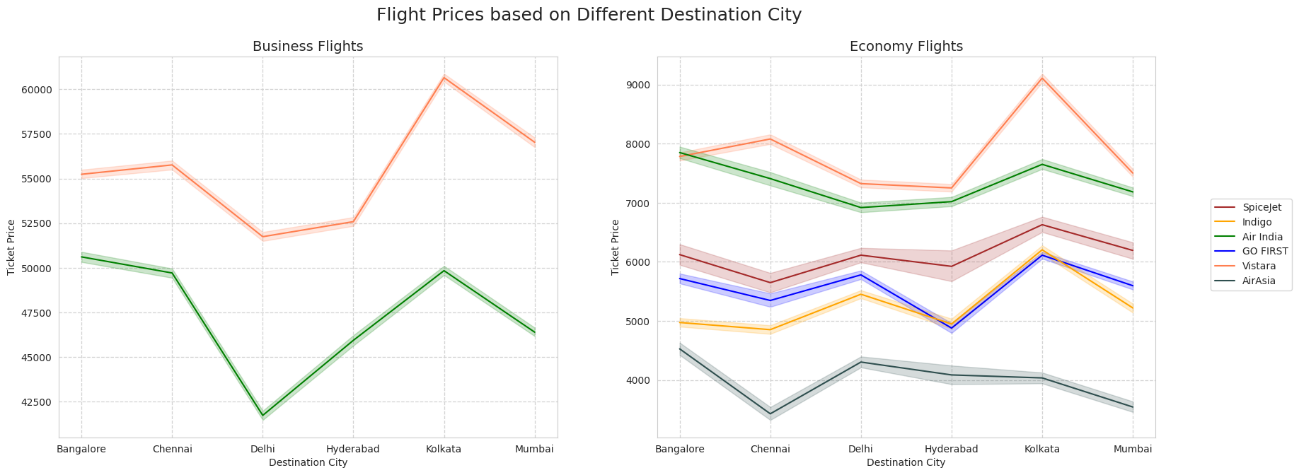 Flight Prices based on Different Destination City
Business Flights
60000
57500
55000
52500
50000
47500
45000
42500
Ticket Price
Bangalore Chennai Delhi Hyderabad Kolkata Mumbai
Destination City
Economy Flights
9000
8000
7000
6000
5000
4000
Ticket Price
Bangalore Chennai Delhi Hyderabad Kolkata Mumbai
Destination City
SpiceJet
Indigo
Air India
GO FIRST
Vistara
AirAsia